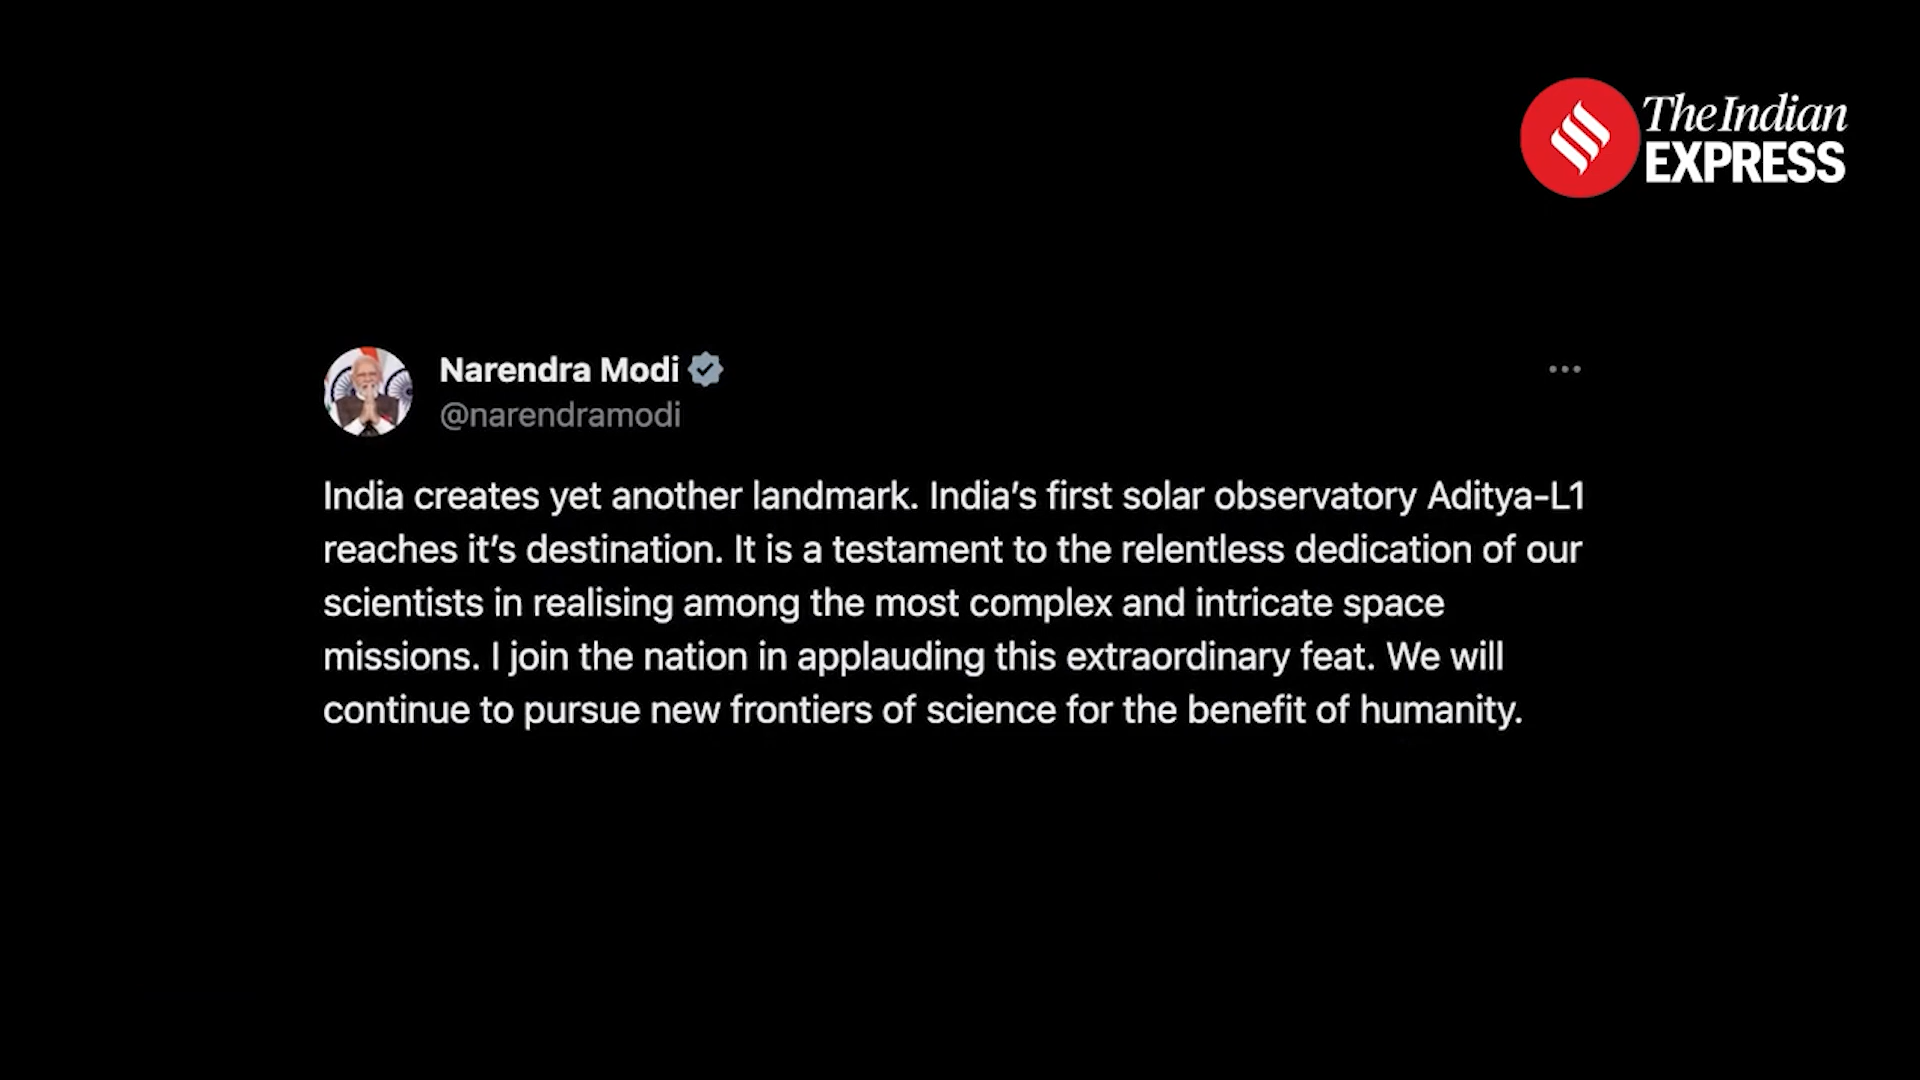 The Indian
EXPRESS
Narendra Modi
@narendramodi
India creates yet another landmark. India’s first solar observatory Aditya-L1
reaches it’s destination. It is a testament to the relentless dedication of our
scientists in realising among the most complex and intricate space
missions. I join the nation in applauding this extraordinary feat. We will
continue to pursue new frontiers of science for the benefit of humanity.